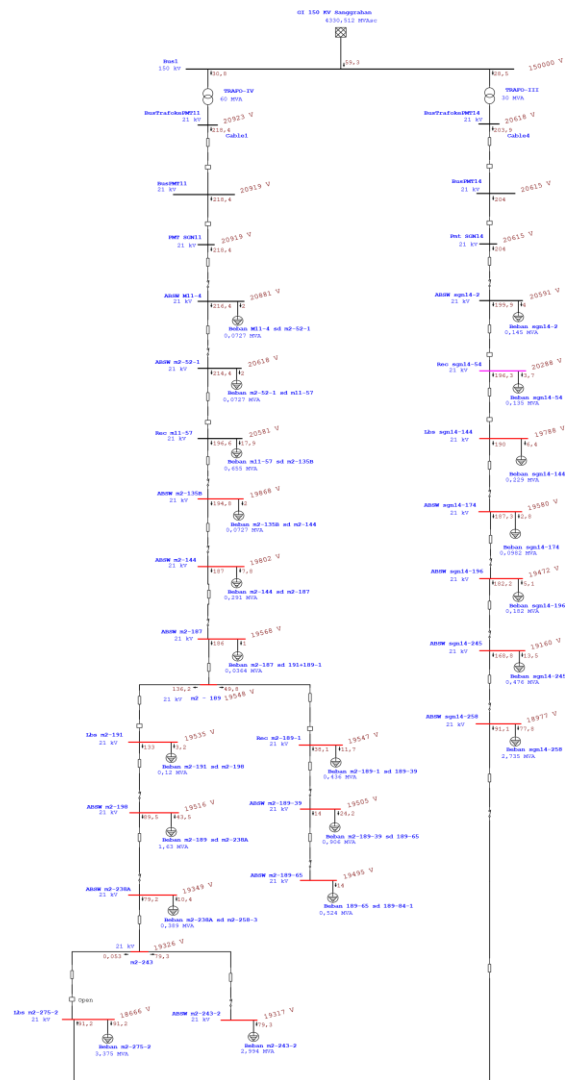 GI 150 KV Sanggrahan
4330,512 MVAsc
59,3
Bus1
150 kV
30,8
28,5
150000 V
TRAFO-IV
60 MVA
TRAFO-III
30 MVA
BusTrafokePMT11
21 kV
20923 V
218,4
Cable1
BusTrafokePMT14
21 kV
20618 V
203,9
Cable4
BusPMT11
21 kV
20919 V
218,4
BusPMT14
21 kV
20615 V
204
PMT SGN11
21 kV
20919 V
218,4
Pmt SGN14
21 kV
20615 V
204
ABSW M11-4
21 kV
20881 V
216,4
2
Beban M11-4 sd m2-52-1
0,0727 MVA
ABSW sgn14-2
21 kV
20591 V
199,9
4
Beban sgn14-2
0,145 MVA
ABSW m2-52-1
21 kV
20618 V
214,4
2
Beban m2-52-1 sd m11-57
0,0727 MVA
Rec sgn14-54
21 kV
20288 V
196,3
3,7
Beban sgn14-54
0,135 MVA
Rec m11-57
21 kV
20581 V
196,6
17,9
Beban m11-57 sd m2-135B
0,655 MVA
Lbs sgn14-144
21 kV
19788 V
190
6,4
Beban sgn14-144
0,229 MVA
ABSW m2-135B
21 kV
19868 V
194,8
2
Beban m2-135B sd m2-144
0,0727 MVA
ABSW sgn14-174
21 kV
19580 V
187,3
2,8
Beban sgn14-174
0,0982 MVA
ABSW m2-144
21 kV
19802 V
187
7,8
Beban m2-144 sd m2-187
0,291 MVA
ABSW sgn14-196
21 kV
19472 V
182,2
5,1
Beban sgn14-196
0,182 MVA
ABSW m2-187
21 kV
19568 V
186
1
Beban m2-187 sd 191+189-1
0,0364 MVA
ABSW sgn14-245
21 kV
19160 V
168,8
13,5
Beban sgn14-245
0,476 MVA
136,2
49,8
21 kV
m2 - 189
19548 V
Lbs m2-191
21 kV
19535 V
133
3,2
Beban m2-191 sd m2-198
0,12 MVA
Rec m2-189-1
21 kV
19547 V
38,1
11,7
Beban m2-189-1 sd 189-39
0,436 MVA
ABSW sgn14-258
21 kV
18977 V
91,1
77,8
Beban sgn14-258
2,735 MVA
ABSW m2-198
21 kV
19516 V
89,5
43,5
Beban m2-189 sd m2-238A
1,63 MVA
ABSW m2-189-39
21 kV
19505 V
14
24,2
Beban m2-189-39 sd 189-65
0,906 MVA
ABSW m2-238A
21 kV
19349 V
79,2
10,4
Beban m2-238A sd m2-258-3
0,389 MVA
ABSW m2-189-65
21 kV
19495 V
14
Beban 189-65 sd 189-84-1
0,524 MVA
21 kV
19326 V
0,053
79,3
m2-243
Open
Lbs m2-275-2
21 kV
18666 V
91,2
91,2
Beban m2-275-2
3,375 MVA
ABSW m2-243-2
21 kV
19317 V
79,3
Beban m2-243-2
2,994 MVA